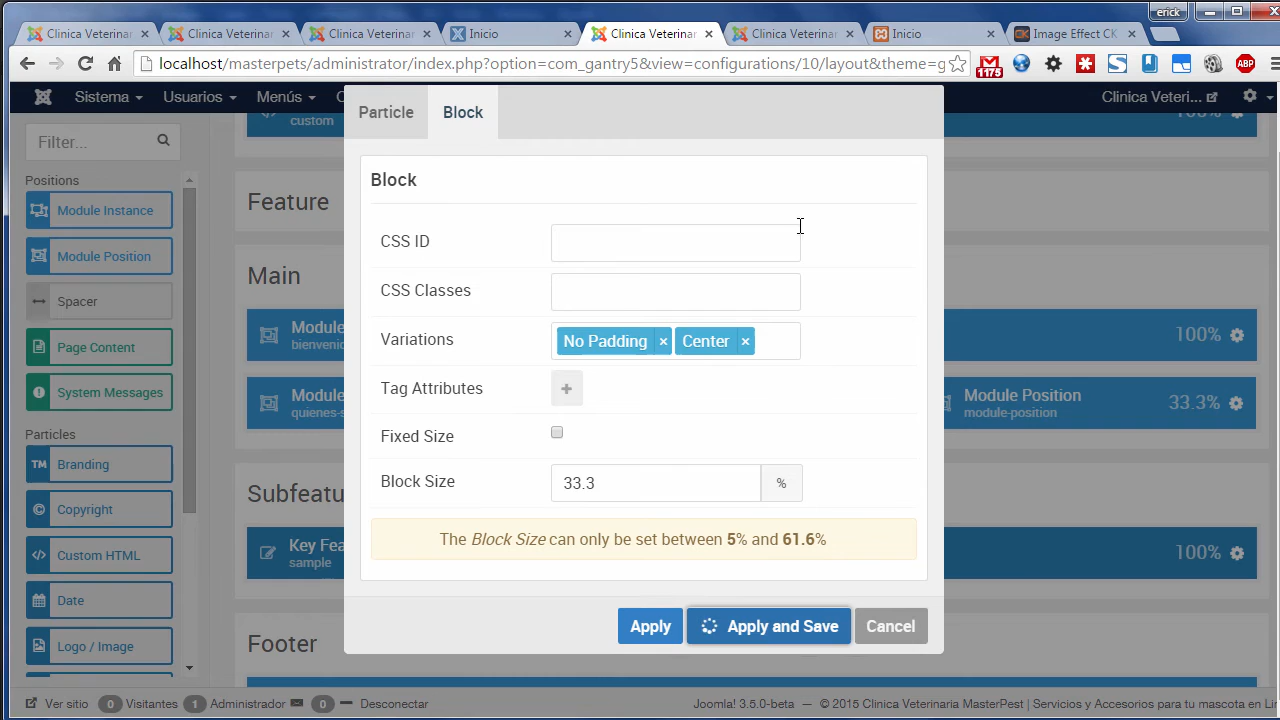 erick
Clinica Veterinar
Clinica Veterinar
Clinica Veterinar
Inicio
Clinica Veterinar
Clinica Veterinar
Inicio
Image Effect CK
localhost/masterpets/administrator/index.php?option=com_gantry5&view=configurations/10/layout&theme=g
1175
ABP
Sistema
Usuarios
Menús
Clinica Veteri...
Particle
Block
Filter...
Positions
Module Instance
Module Position
Spacer
Page Content
System Messages
Particles
TM Branding
Copyright
Custom HTML
Date
Logo / Image
custom
100%
Feature
Main
Module
bienvenic
100%
Module
quienes-s
Module Position
module-position
33.3%
Subfeatu
Key Fea
sample
100%
Footer
Block
CSS ID
CSS Classes
Variations
No Padding ×
Center ×
Tag Attributes
+
Fixed Size
Block Size
33.3
%
The Block Size can only be set between 5% and 61.6%
Apply
Apply and Save
Cancel
Ver sitio
0 Visitantes
1 Administrador
0
Desconectar
Joomla! 3.5.0-beta | © 2015 Clinica Veterinaria MasterPest | Servicios y Accesorios para tu mascota en Lin